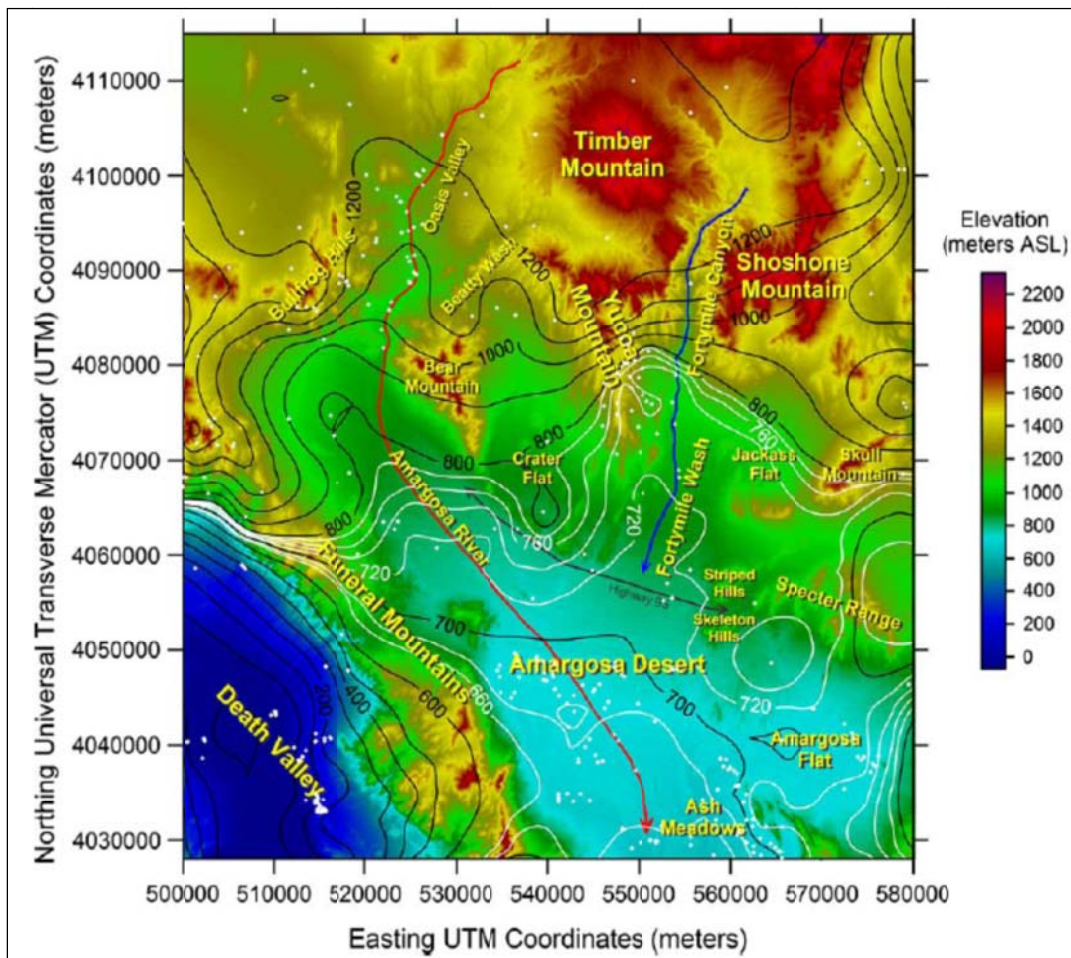 4110000
4100000
4090000
4080000
4070000
4060000
4050000
4040000
4030000
500000 510000 520000 530000 540000 550000 560000 570000 580000
Northing Universal Transverse Mercator (UTM) Coordinates (meters)
Easting UTM Coordinates (meters)
Timber
Mountain
Oasis Valley
1200
1200
1200
Bullfrog Hills
Beatty Wash
Fortymile Canyon
Shoshone
Mountain
Yucca
Mountain
1000
1000
Bear
Mountain
800
760
800
800
Crater
Flat
Jackass
Flat
Skull
Mountain
Amargosa River
Fortymile Wash
720
800
760
720
Funeral Mountains
Striped
Hills
Highway 95
Skeleton
Hills
Specter Range
700
Amargosa Desert
700
720
660
600
400
200
Death Valley
Amargosa
Flat
Ash
Meadows
Elevation
(meters ASL)
2200
2000
1800
1600
1400
1200
1000
800
600
400
200
0